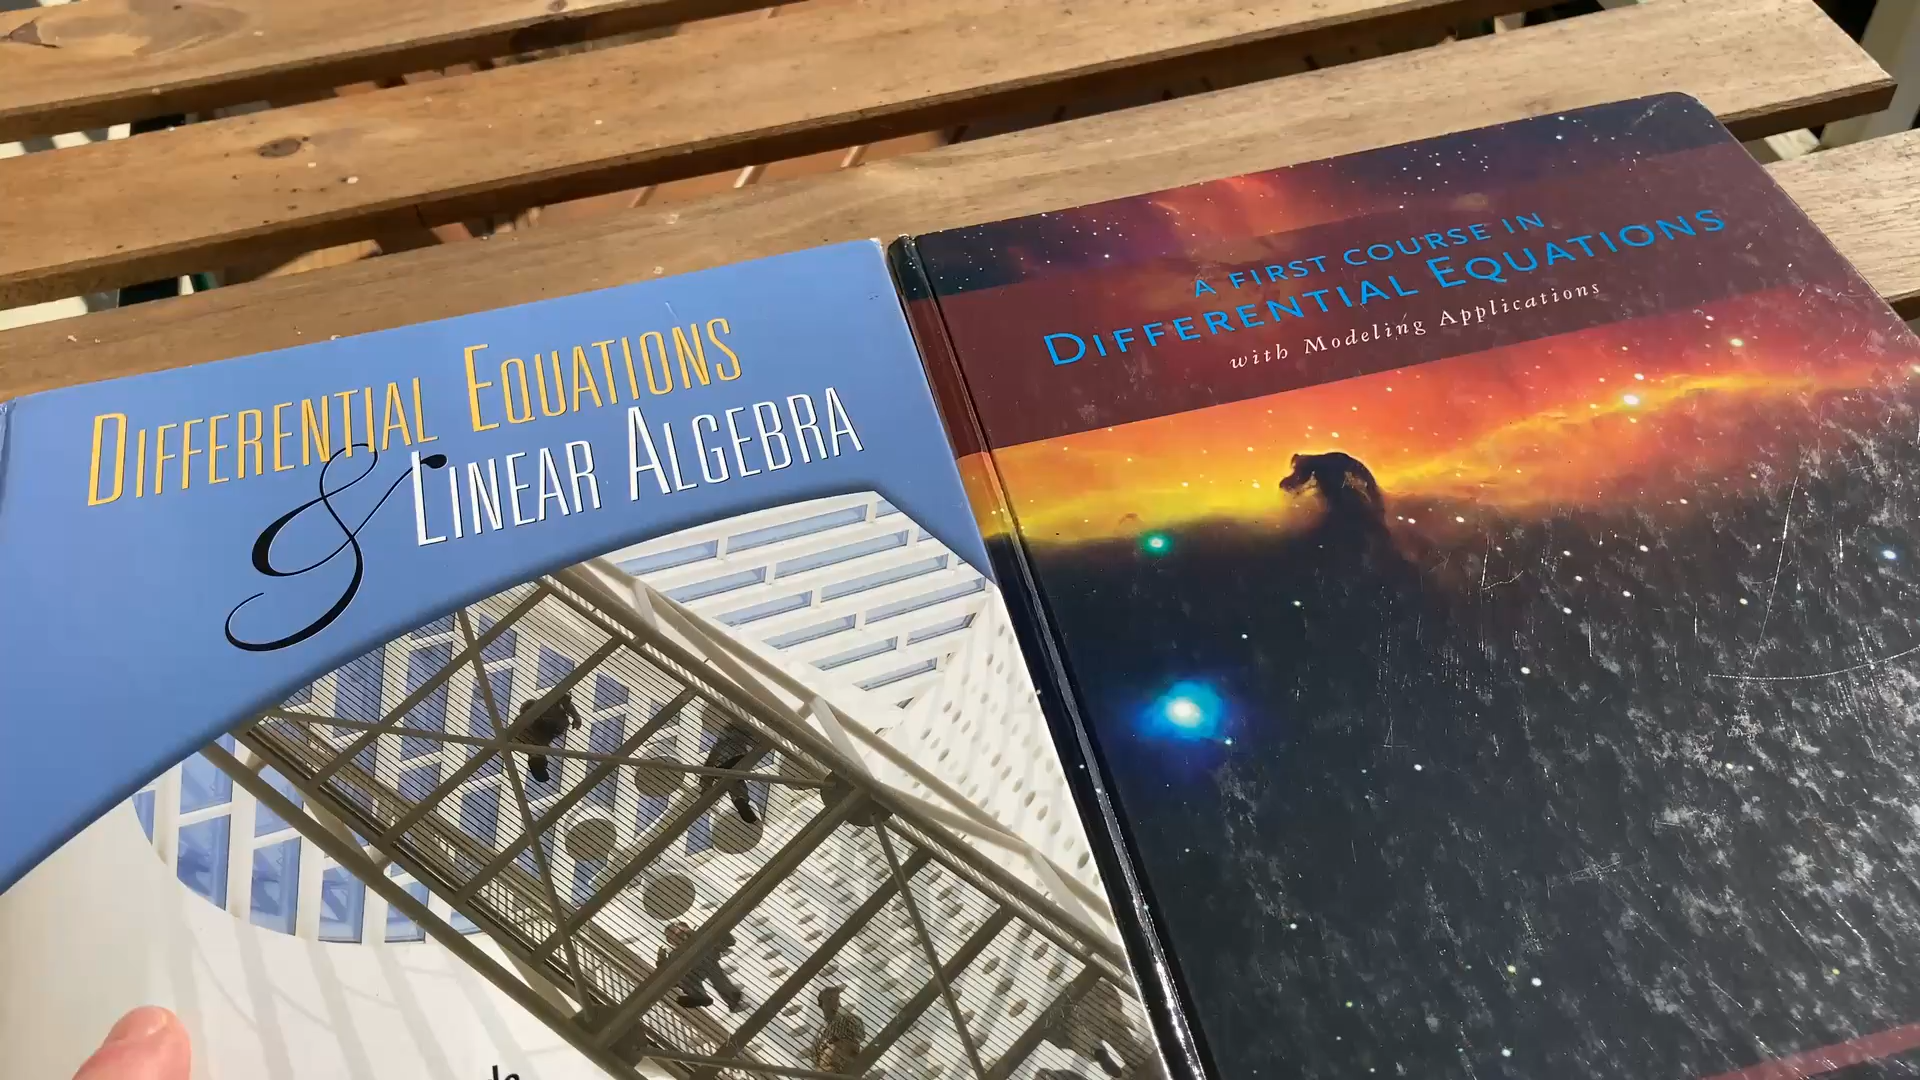 DIFFERENTIAL EQUATIONS
& LINEAR ALGEBRA
A FIRST COURSE IN
DIFFERENTIAL EQUATIONS
with Modeling Applications